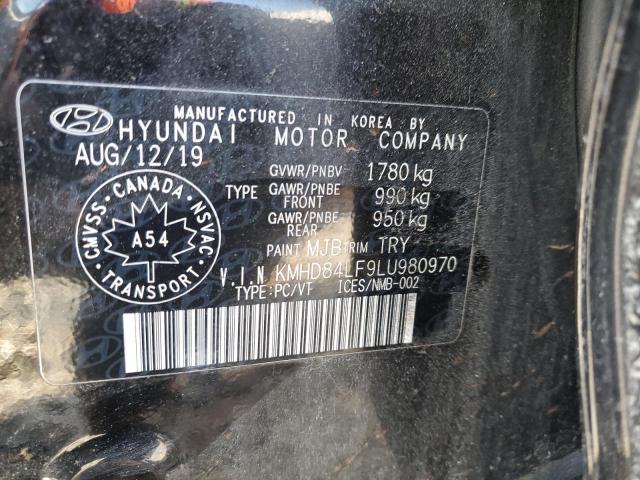 MANUFACTURED IN KOREA BY
HYUNDAI MOTOR COMPANY
AUG/12/19
GVWR/PNBV 1780 kg
TYPE GAWR/PNBE FRONT 990 kg
GAWR/PNBE REAR 950 kg
PAINT MJB TRIM TRY
V.I.N KMHD84LF9LU980970
TYPE:PC/VT ICES/NMB-002
CANADA
CMVSS
NSVAC
A54
TRANSPORT